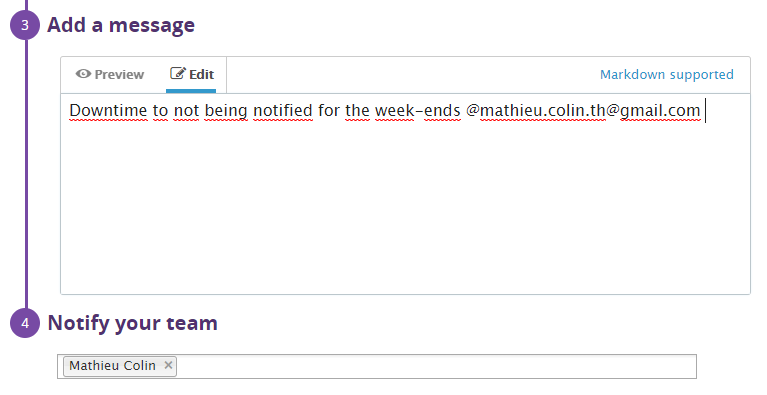 3 Add a message
Preview Edit Markdown supported
Downtime to not being notified for the week-ends @mathieu.colin.th@gmail.com
4 Notify your team
Mathieu Colin ×